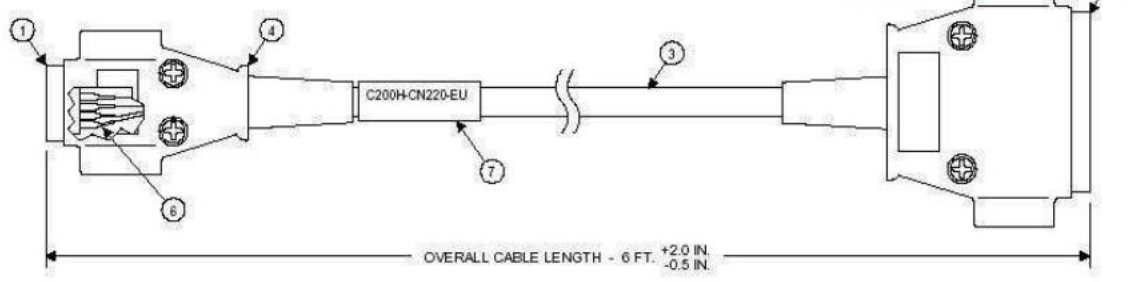 1
4
3
C200H-CN220-EU
7
6
OVERALL CABLE LENGTH - 6 FT. +2.0 IN.
-0.5 IN.